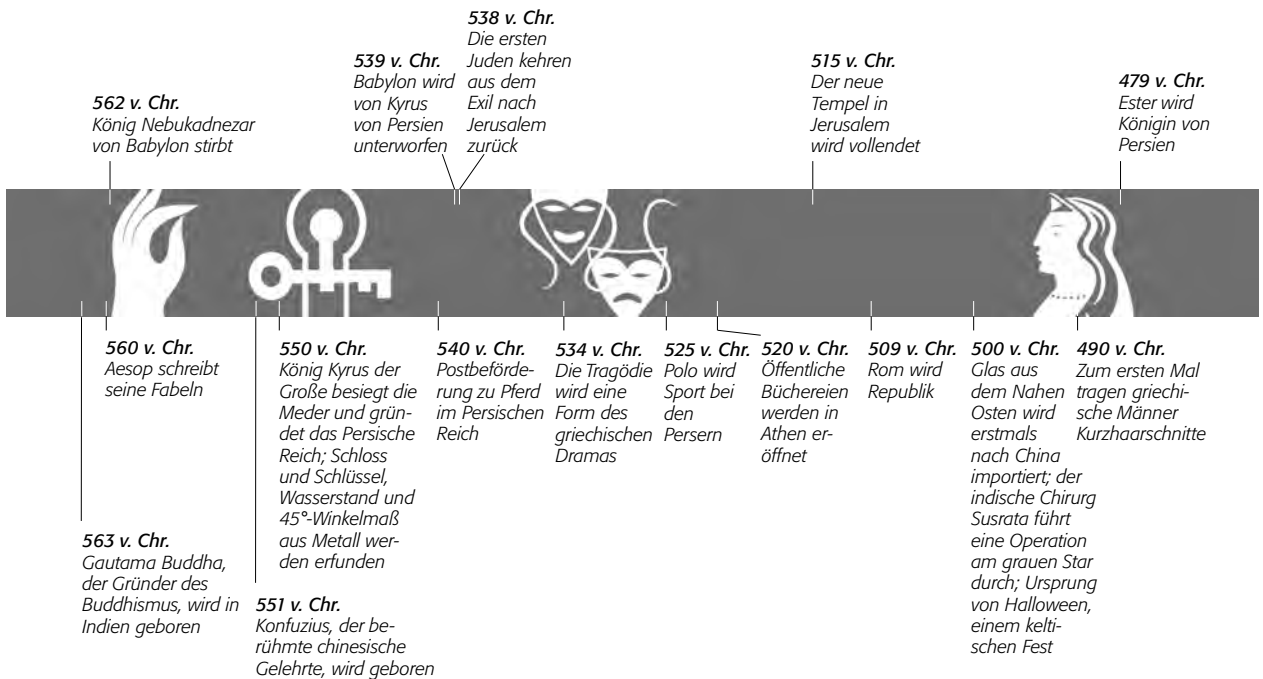 562 v. Chr.
König Nebukadnezar
von Babylon stirbt
539 v. Chr.
Babylon wird
von Kyrus
von Persien
unterworfen
538 v. Chr.
Die ersten
Juden kehren
aus dem
Exil nach
Jerusalem
zurück
515 v. Chr.
Der neue
Tempel in
Jerusalem
wird vollendet
479 v. Chr.
Ester wird
Königin von
Persien
563 v. Chr.
Gautama Buddha,
der Gründer des
Buddhismus, wird in
Indien geboren
560 v. Chr.
Aesop schreibt
seine Fabeln
551 v. Chr.
Konfuzius, der be-
rühmte chinesische
Gelehrte, wird geboren
550 v. Chr.
König Kyrus der
Große besiegt die
Meder und grün-
det das Persische
Reich; Schloss
und Schlüssel,
Wasserstand und
45°-Winkelmaß
aus Metall wer-
den erfunden
540 v. Chr.
Postbeförde-
rung zu Pferd
im Persischen
Reich
534 v. Chr.
Die Tragödie
wird eine
Form des
griechischen
Dramas
525 v. Chr.
Polo wird
Sport bei
den
Persern
520 v. Chr.
Öffentliche
Büchereien
werden in
Athen er-
öffnet
509 v. Chr.
Rom wird
Republik
500 v. Chr.
Glas aus
dem Nahen
Osten wird
erstmals
nach China
importiert; der
indische Chirurg
Susrata führt
eine Operation
am grauen Star
durch; Ursprung
von Halloween,
einem kelti-
schen Fest
490 v. Chr.
Zum ersten Mal
tragen griechi-
sche Männer
Kurzhaarschnitte